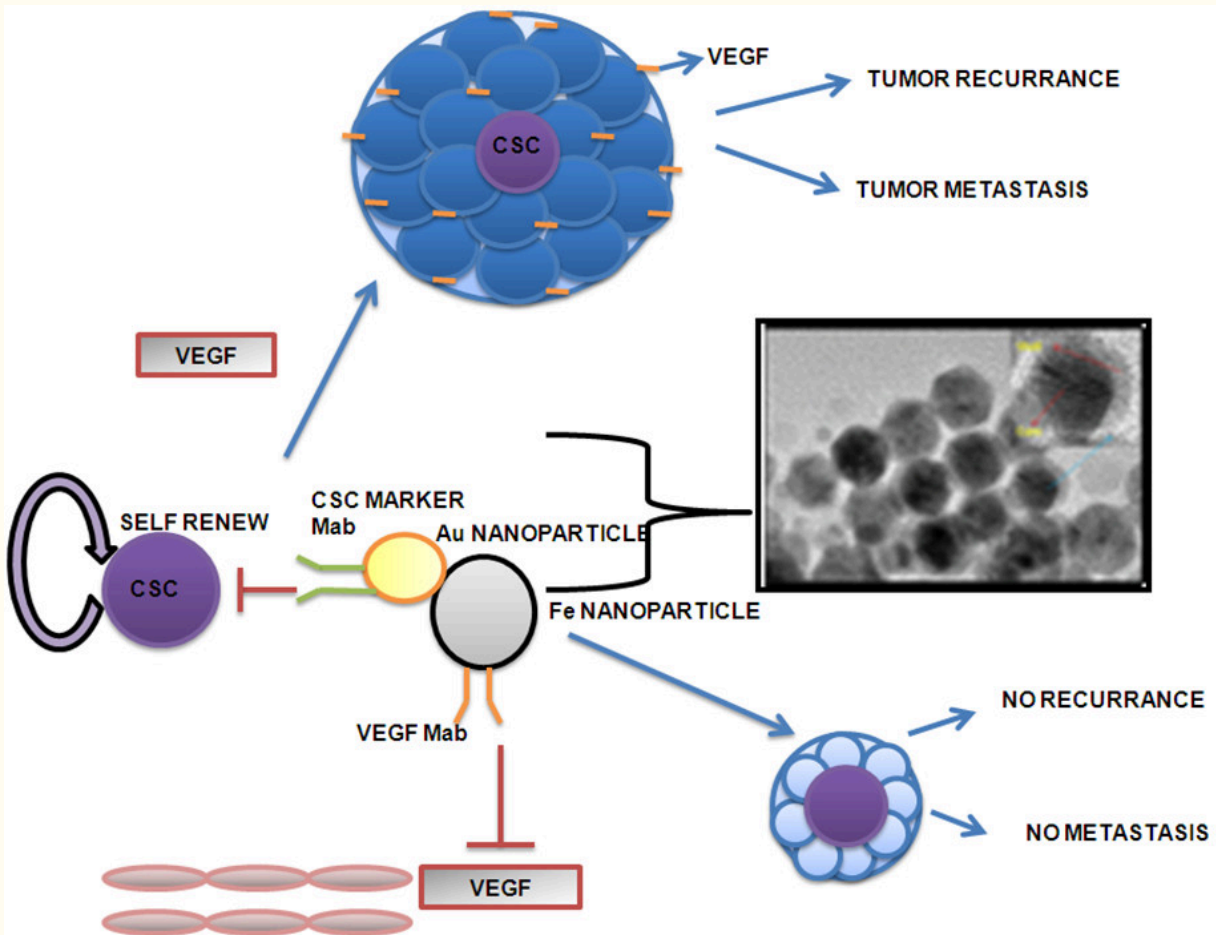 VEGF
TUMOR RECURRANCE
CSC
TUMOR METASTASIS
VEGF
CSC MARKER
Mab
SELF RENEW
Au NANOPARTICLE
CSC
Fe NANOPARTICLE
VEGF Mab
NO RECURRANCE
NO METASTASIS
VEGF